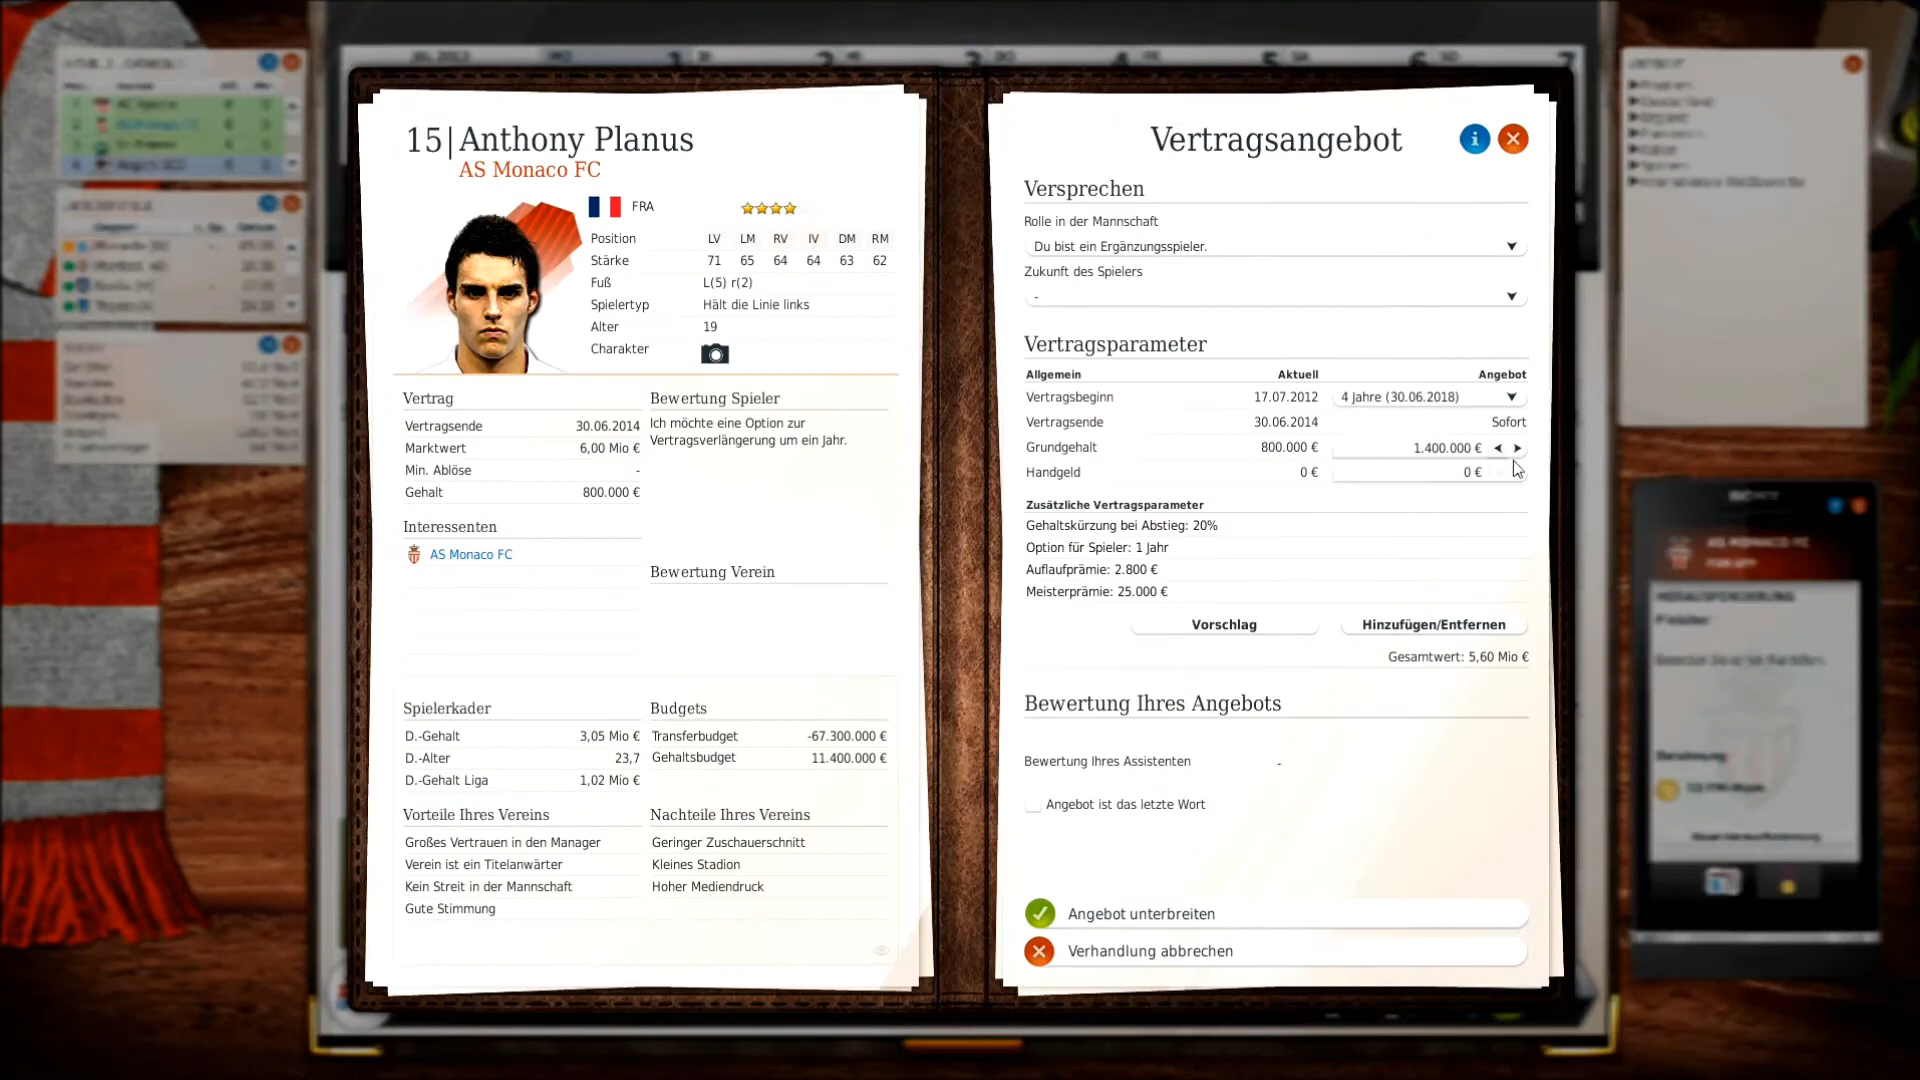 15|Anthony Planus
AS Monaco FC
FRA
Position LV LM RV IV DM RM
Stärke 71 65 64 64 63 62
Fuß L(5) r(2)
Spielertyp Hält die Linie links
Alter 19
Charakter
Vertrag
Vertragsende 30.06.2014
Marktwert 6,00 Mio €
Min. Ablöse -
Gehalt 800.000 €
Bewertung Spieler
Ich möchte eine Option zur
Vertragsverlängerung um ein Jahr.
Interessenten
AS Monaco FC
Bewertung Verein
Spielerkader
D.-Gehalt 3,05 Mio €
D.-Alter 23,7
D.-Gehalt Liga 1,02 Mio €
Budgets
Transferbudget -67.300.000 €
Gehaltsbudget 11.400.000 €
Vorteile Ihres Vereins
Großes Vertrauen in den Manager
Verein ist ein Titelanwärter
Kein Streit in der Mannschaft
Gute Stimmung
Nachteile Ihres Vereins
Geringer Zuschauerschnitt
Kleines Stadion
Hoher Mediendruck
Vertragsangebot
Versprechen
Rolle in der Mannschaft
Du bist ein Ergänzungsspieler.
Zukunft des Spielers
-
Vertragsparameter
Allgemein Aktuell Angebot
Vertragsbeginn 17.07.2012 4 Jahre (30.06.2018)
Vertragsende 30.06.2014 Sofort
Grundgehalt 800.000 € 1.400.000 €
Handgeld 0 € 0 €
Zusätzliche Vertragsparameter
Gehaltskürzung bei Abstieg: 20%
Option für Spieler: 1 Jahr
Auflaufprämie: 2.800 €
Meisterprämie: 25.000 €
Vorschlag Hinzufügen/Entfernen
Gesamtwert: 5,60 Mio €
Bewertung Ihres Angebots
Bewertung Ihres Assistenten -
Angebot ist das letzte Wort
Angebot unterbreiten
Verhandlung abbrechen
SONY
AS MONACO FC